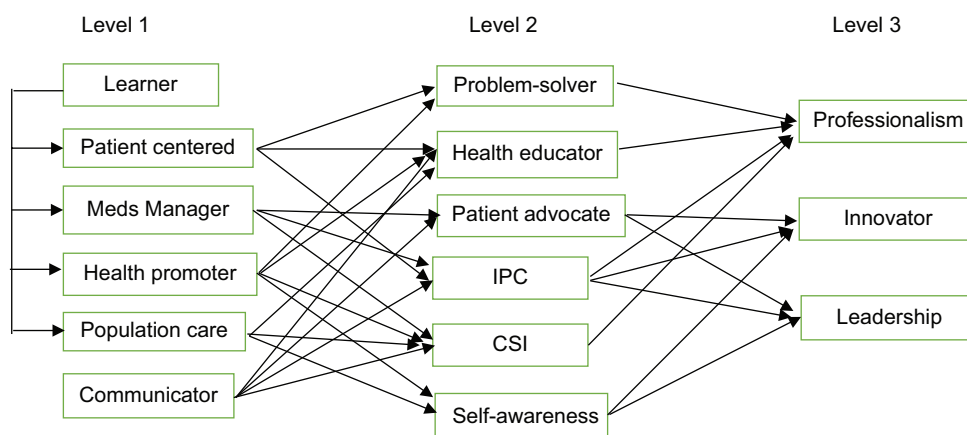 Level 1
Level 2
Level 3
Learner
Patient centered
Meds Manager
Health promoter
Population care
Communicator
Problem-solver
Health educator
Patient advocate
IPC
CSI
Self-awareness
Professionalism
Innovator
Leadership